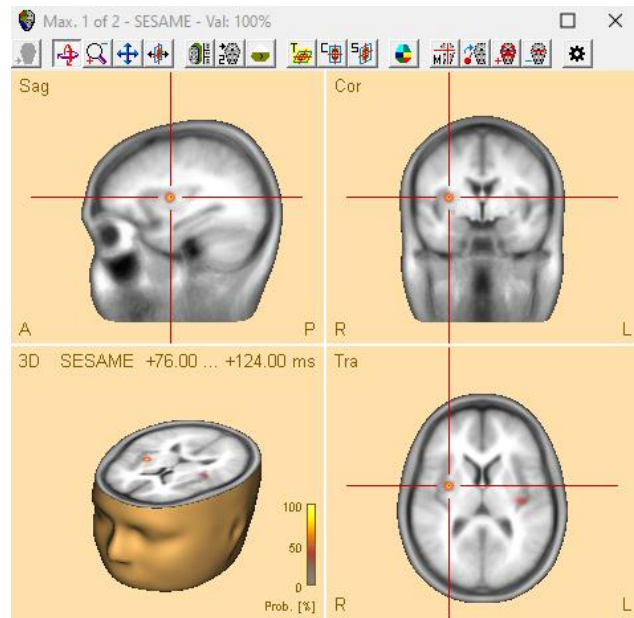 Max. 1 of 2 - SESAME - Val: 100%
Sag
Cor
A
P
R
L
3D SESAME +76.00 ... +124.00 ms
Tra
100
50
0
Prob. [%]
R
L